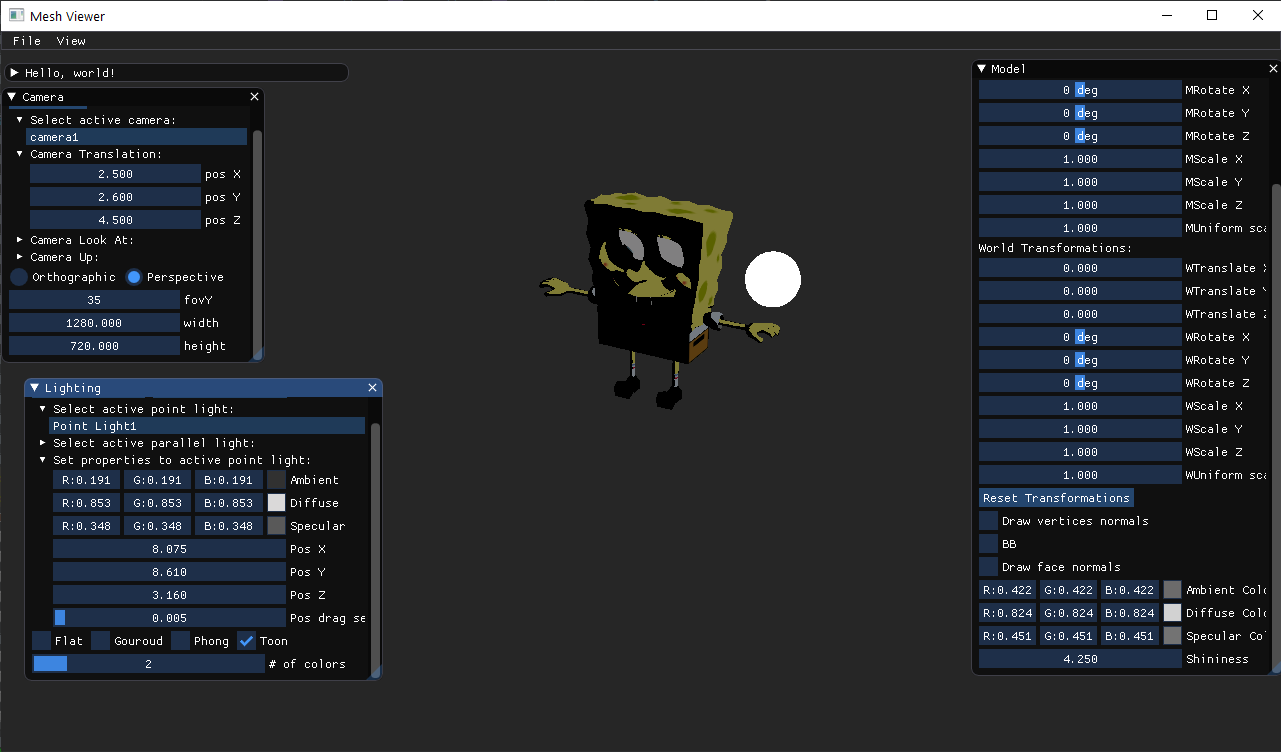 Mesh Viewer
File View
Hello, world!
Camera
Select active camera:
camera1
Camera Translation:
2.500 pos X
2.600 pos Y
4.500 pos Z
Camera Look At:
Camera Up:
Orthographic Perspective
35 fovY
1280.000 width
720.000 height
Lighting
Select active point light:
Point Light1
Select active parallel light:
Set properties to active point light:
R:0.191 G:0.191 B:0.191 Ambient
R:0.853 G:0.853 B:0.853 Diffuse
R:0.348 G:0.348 B:0.348 Specular
8.075 Pos X
8.610 Pos Y
3.160 Pos Z
0.005 Pos drag se
Flat Gouroud Phong Toon
2 # of colors
Model
0 deg MRotate X
0 deg MRotate Y
0 deg MRotate Z
1.000 MScale X
1.000 MScale Y
1.000 MScale Z
1.000 MUniform sca
World Transformations:
0.000 WTranslate X
0.000 WTranslate Y
0.000 WTranslate Z
0 deg WRotate X
0 deg WRotate Y
0 deg WRotate Z
1.000 WScale X
1.000 WScale Y
1.000 WScale Z
1.000 WUniform sca
Reset Transformations
Draw vertices normals
BB
Draw face normals
R:0.422 G:0.422 B:0.422 Ambient Colo
R:0.824 G:0.824 B:0.824 Diffuse Colo
R:0.451 G:0.451 B:0.451 Specular Col
4.250 Shininess